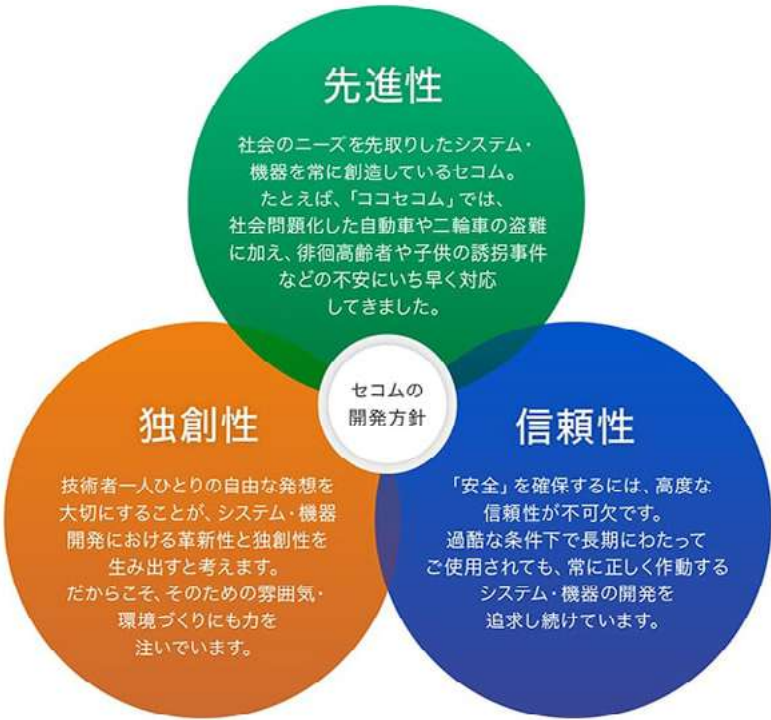 先進性
社会のニーズを先取りしたシステム・
機器を常に創造しているセコム。
たとえば、「ココセコム」では、
社会問題化した自動車や二輪車の盗難
に加え、徘徊高齢者や子供の誘拐事件
などの不安にいち早く対応
してきました。
セコムの
開発方針
独創性
技術者一人ひとりの自由な発想を
大切にすることが、システム・機器
開発における革新性と独創性を
生み出すと考えます。
だからこそ、そのための雰囲気・
環境づくりにも力を
注いでいます。
信頼性
「安全」を確保するには、高度な
信頼性が不可欠です。
過酷な条件下で長期にわたって
ご使用されても、常に正しく作動する
システム・機器の開発を
追求し続けています。